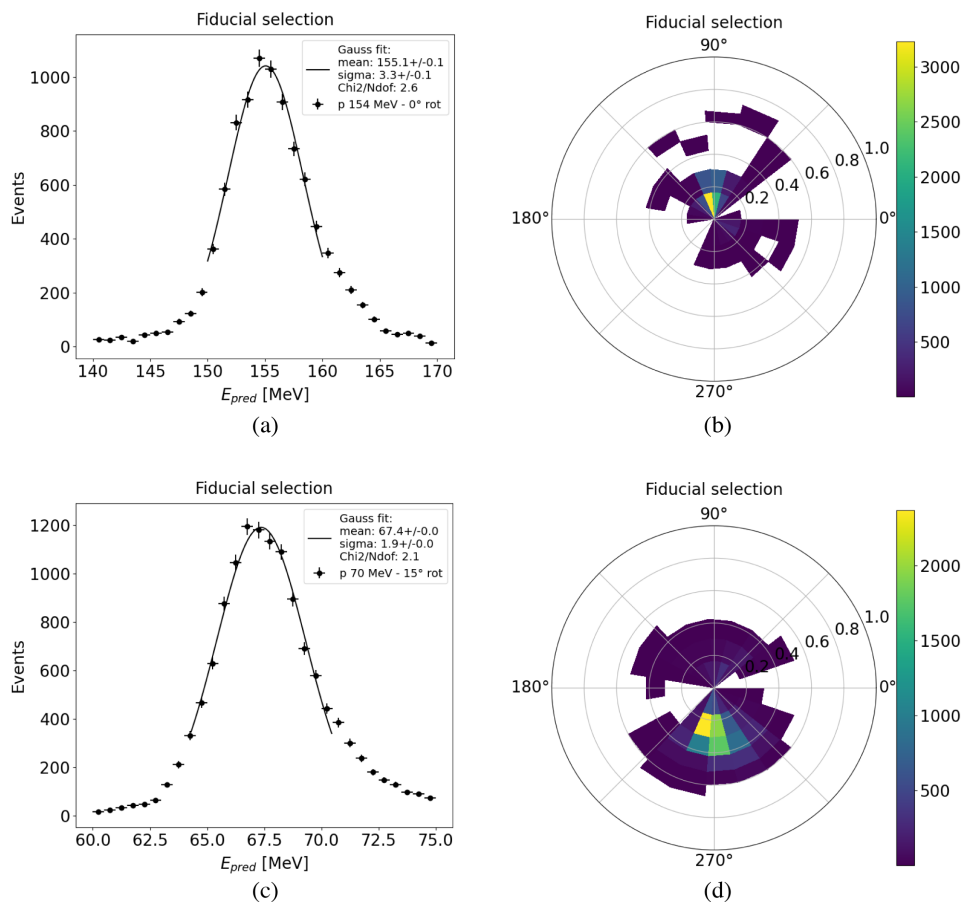 Fiducial selection
Events
1000
800
600
400
200
0
Gauss fit:
mean: 155.1+/-0.1
sigma: 3.3+/-0.1
Chi2/Ndof: 2.6
p 154 MeV - 0° rot
140 145 150 155 160 165 170
E_pred [MeV]
(a)
Fiducial selection
90°
180°
0°
270°
0.2 0.4 0.6 0.8 1.0
3000
2500
2000
1500
1000
500
(b)
Fiducial selection
Events
1200
1000
800
600
400
200
0
Gauss fit:
mean: 67.4+/-0.0
sigma: 1.9+/-0.0
Chi2/Ndof: 2.1
p 70 MeV - 15° rot
60.0 62.5 65.0 67.5 70.0 72.5 75.0
E_pred [MeV]
(c)
Fiducial selection
90°
180°
0°
270°
0.2 0.4 0.6 0.8 1.0
2000
1500
1000
500
(d)